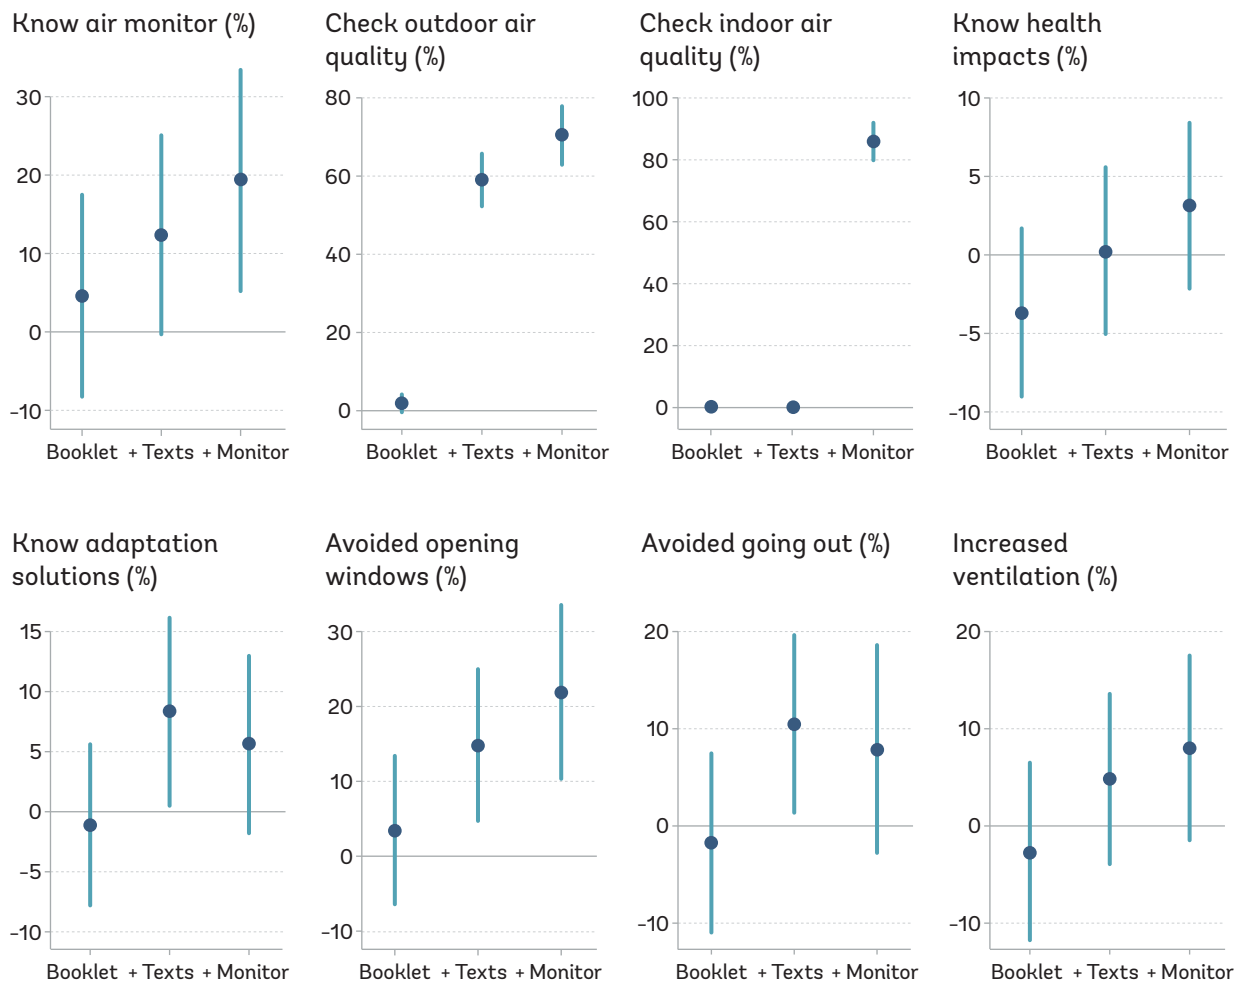 Know air monitor (%)
30
20
10
0
-10
Booklet + Texts + Monitor
Check outdoor air
quality (%)
80
60
40
20
0
Booklet + Texts + Monitor
Check indoor air
quality (%)
100
80
60
40
20
0
Booklet + Texts + Monitor
Know health
impacts (%)
10
5
0
-5
-10
Booklet + Texts + Monitor
Know adaptation
solutions (%)
15
10
5
0
-5
-10
Booklet + Texts + Monitor
Avoided opening
windows (%)
30
20
10
0
-10
Booklet + Texts + Monitor
Avoided going out (%)
20
10
0
-10
Booklet + Texts + Monitor
Increased
ventilation (%)
20
10
0
-10
Booklet + Texts + Monitor